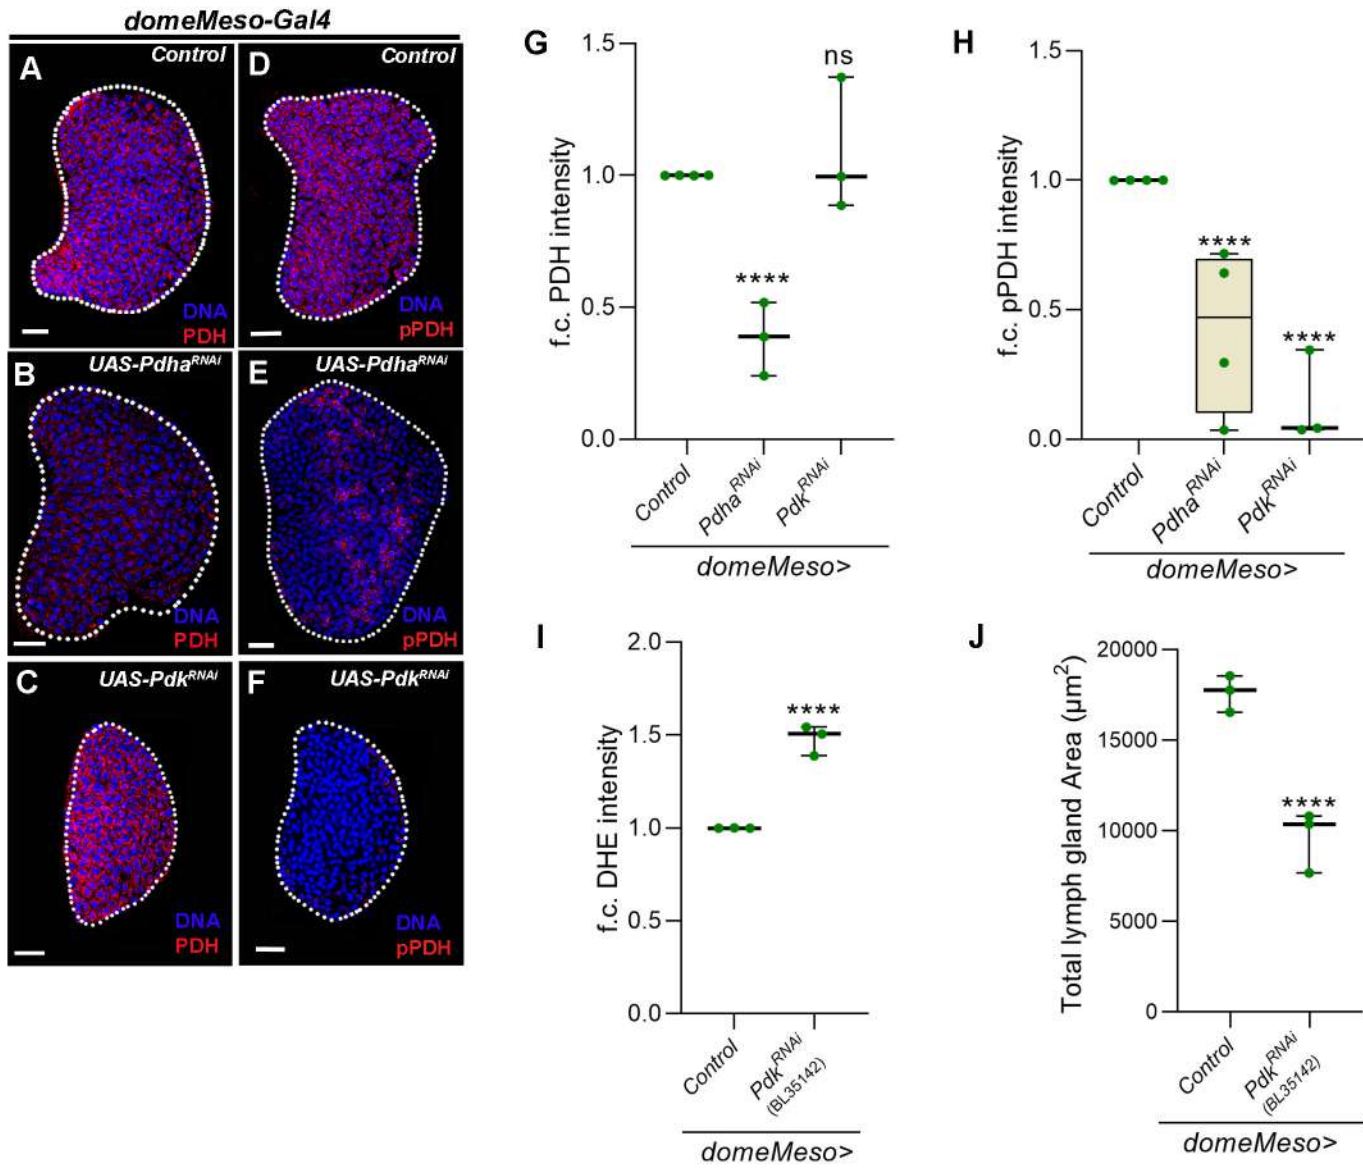 domeMeso-Gal4
A
Control
DNA
PDH
D
Control
DNA
pPDH
B
UAS-Pdha^RNAi
DNA
PDH
E
UAS-Pdha^RNAi
DNA
pPDH
C
UAS-Pdk^RNAi
DNA
PDH
F
UAS-Pdk^RNAi
DNA
pPDH
G
f.c. PDH intensity
1.5
1.0
0.5
0.0
****
ns
Control
Pdha^RNAi
Pdk^RNAi
domeMeso>
H
f.c. pPDH intensity
1.5
1.0
0.5
0.0
****
****
Control
Pdha^RNAi
Pdk^RNAi
domeMeso>
I
f.c. DHE intensity
2.0
1.5
1.0
0.5
0.0
****
Control
Pdk^RNAi
(BL35142)
domeMeso>
J
Total lymph gland Area (µm²)
20000
15000
10000
5000
0
****
Control
Pdk^RNAi
(BL35142)
domeMeso>